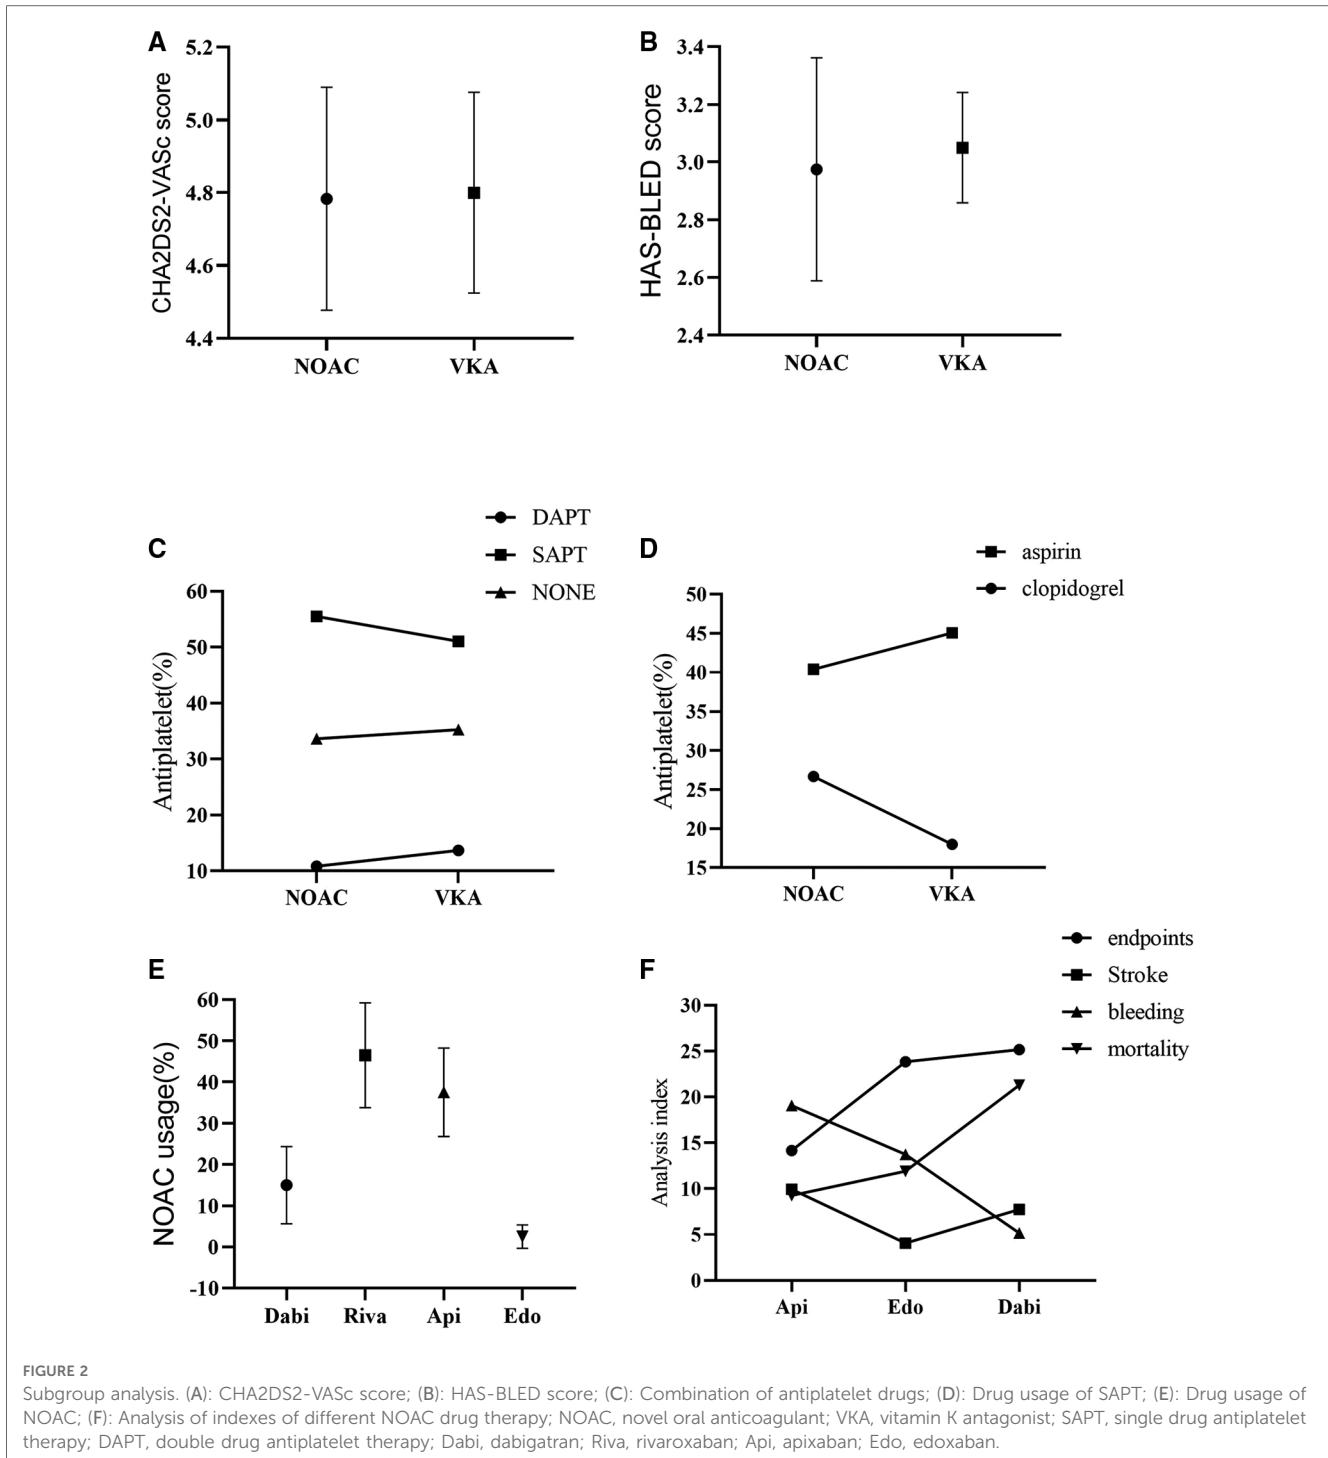 A
CHA2DS2-VASc score
5.2
5.0
4.8
4.6
4.4
NOAC VKA
B
HAS-BLED score
3.4
3.2
3.0
2.8
2.6
2.4
NOAC VKA
C
DAPT
SAPT
NONE
Antiplatelet(%)
60
50
40
30
20
10
NOAC VKA
D
aspirin
clopidogrel
Antiplatelet(%)
50
45
40
35
30
25
20
15
NOAC VKA
E
NOAC usage(%)
60
50
40
30
20
10
0
-10
Dabi Riva Api Edo
F
endpoints
Stroke
bleeding
mortality
Analysis index
30
25
20
15
10
5
0
Api Edo Dabi
FIGURE 2
Subgroup analysis. (A): CHA2DS2-VASc score; (B): HAS-BLED score; (C): Combination of antiplatelet drugs; (D): Drug usage of SAPT; (E): Drug usage of
NOAC; (F): Analysis of indexes of different NOAC drug therapy; NOAC, novel oral anticoagulant; VKA, vitamin K antagonist; SAPT, single drug antiplatelet
therapy; DAPT, double drug antiplatelet therapy; Dabi, dabigatran; Riva, rivaroxaban; Api, apixaban; Edo, edoxaban.